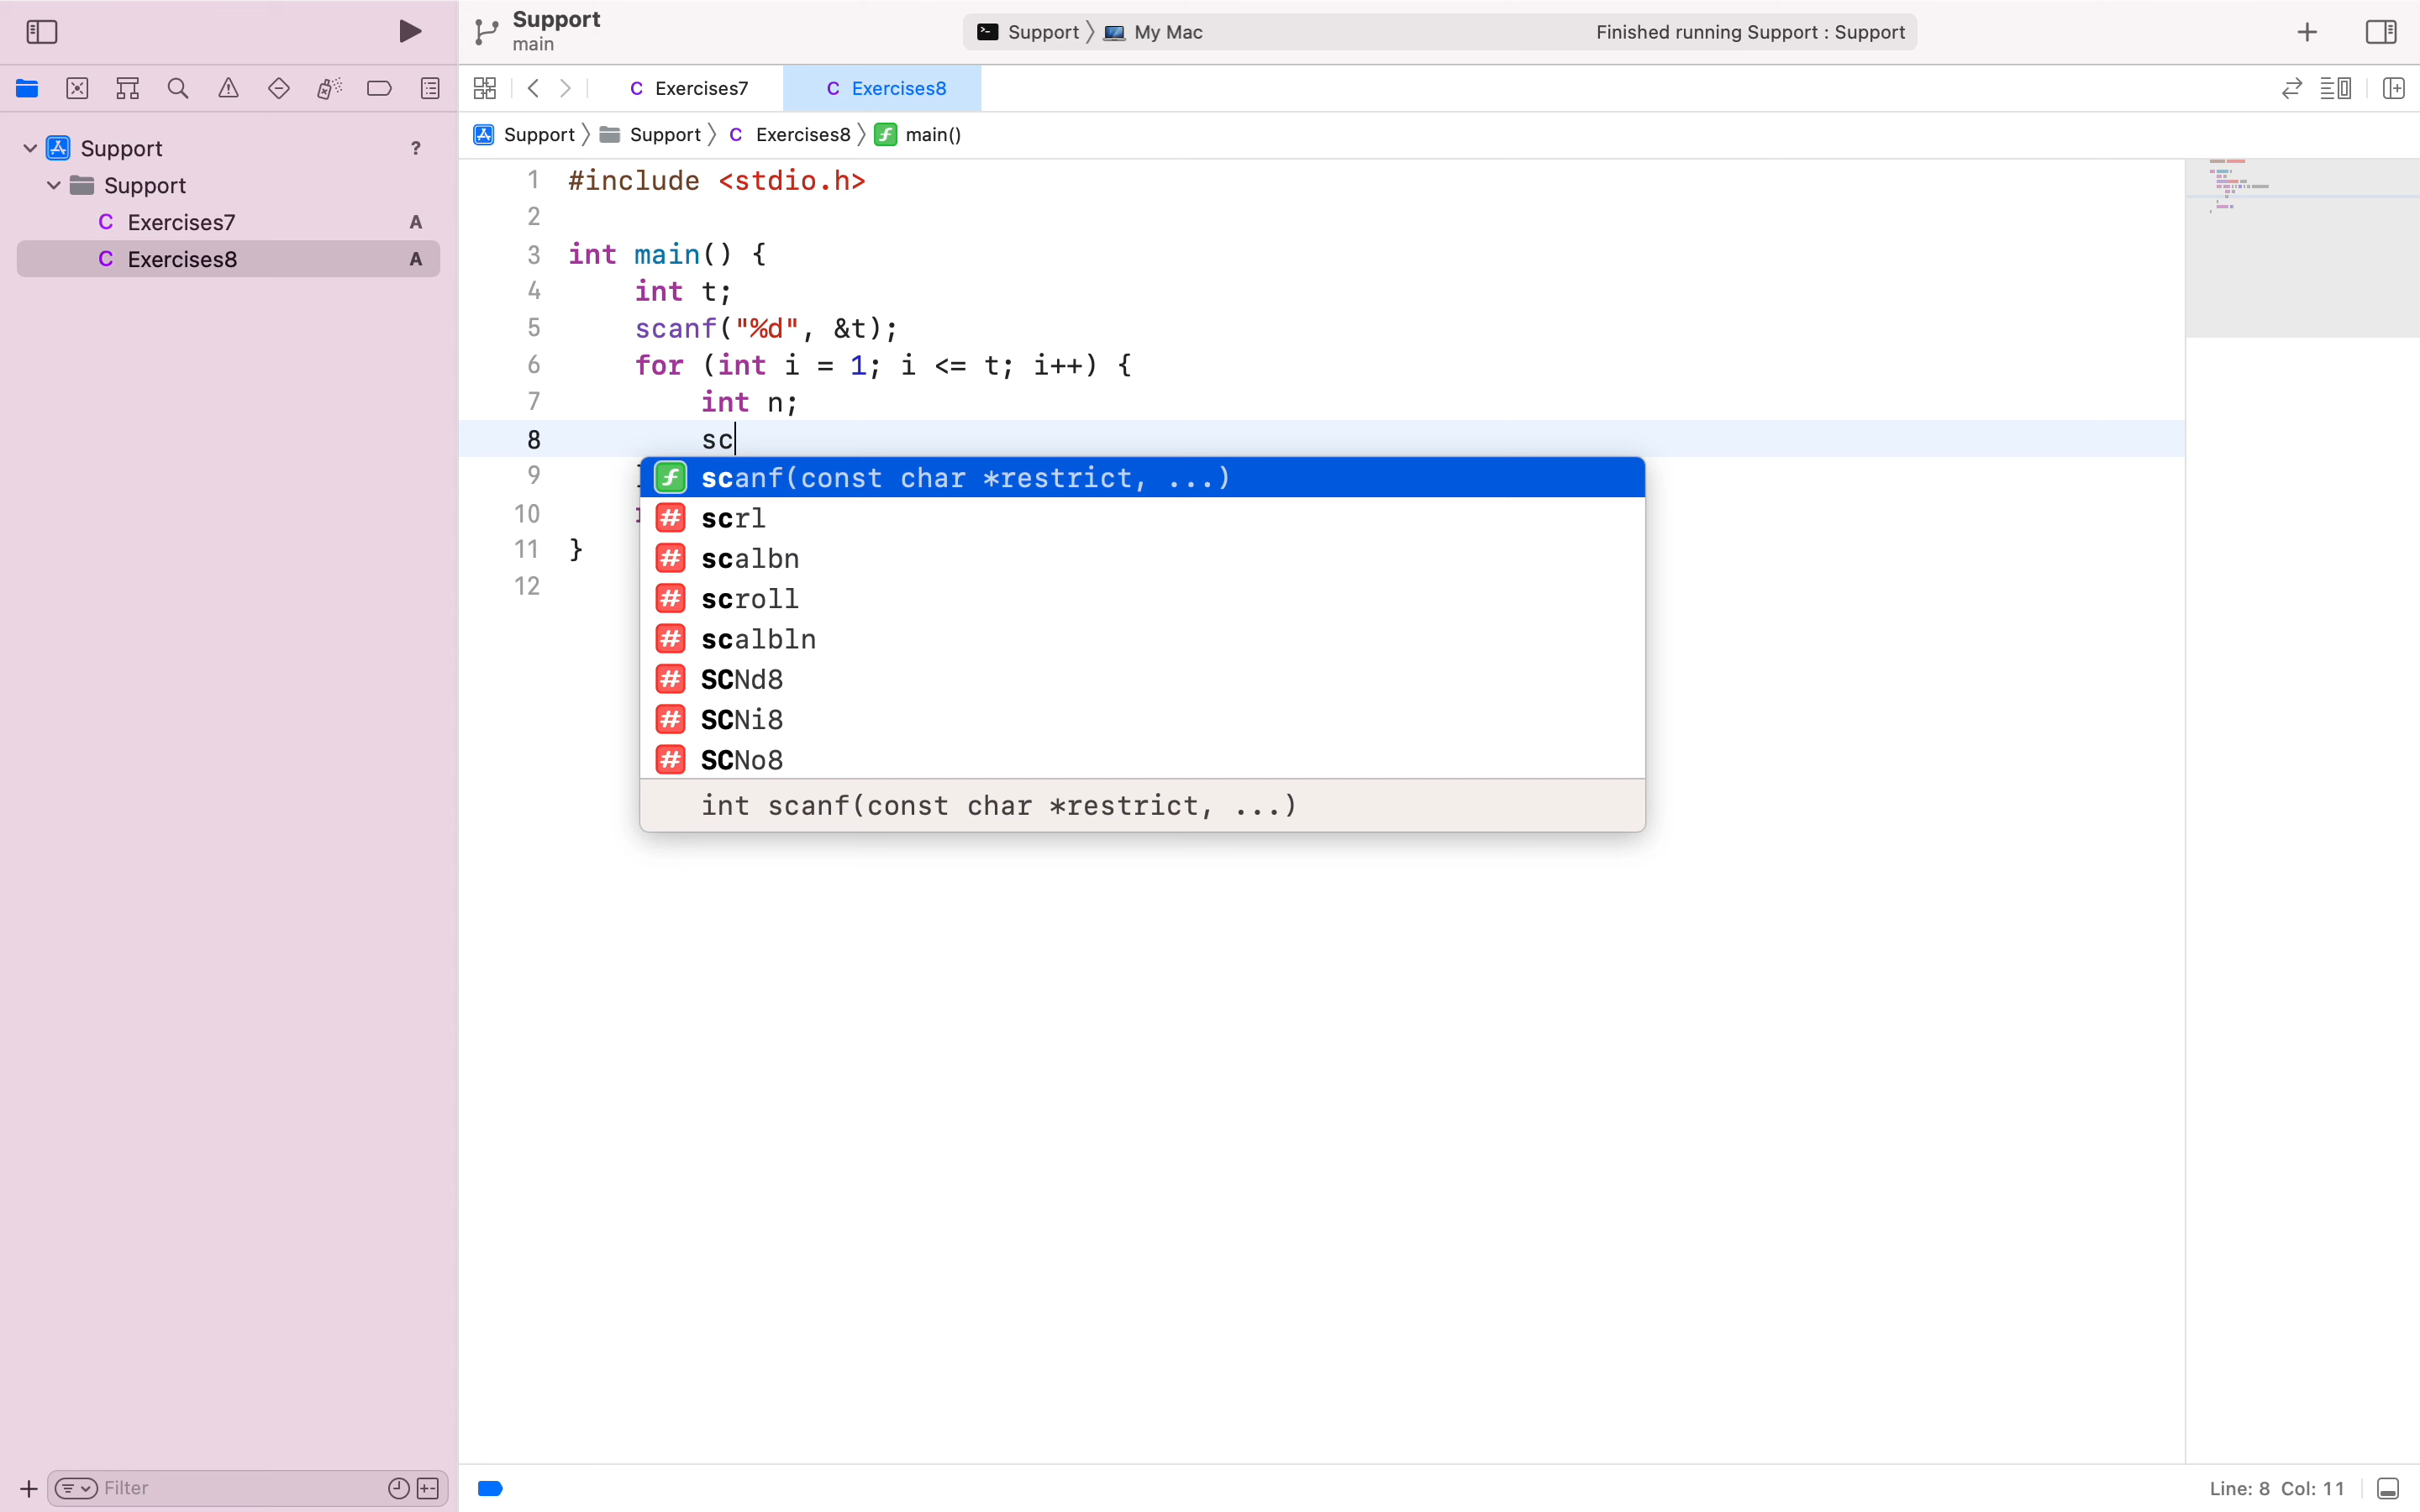 Support
main
Support
My Mac
Finished running Support : Support
Exercises7
Exercises8
Support
?
Support
Exercises7
A
Exercises8
A
Support
Support
C
Exercises8
main()
1 #include <stdio.h>
2
3 int main() {
4 int t;
5 scanf("%d", &t);
6 for (int i = 1; i <= t; i++) {
7 int n;
8 sc
9
10
11 }
12
scanf(const char *restrict, ...)
scrl
scalbn
scroll
scalbln
SCNd8
SCNi8
SCNo8
int scanf(const char *restrict, ...)
Filter
Line: 8 Col: 11